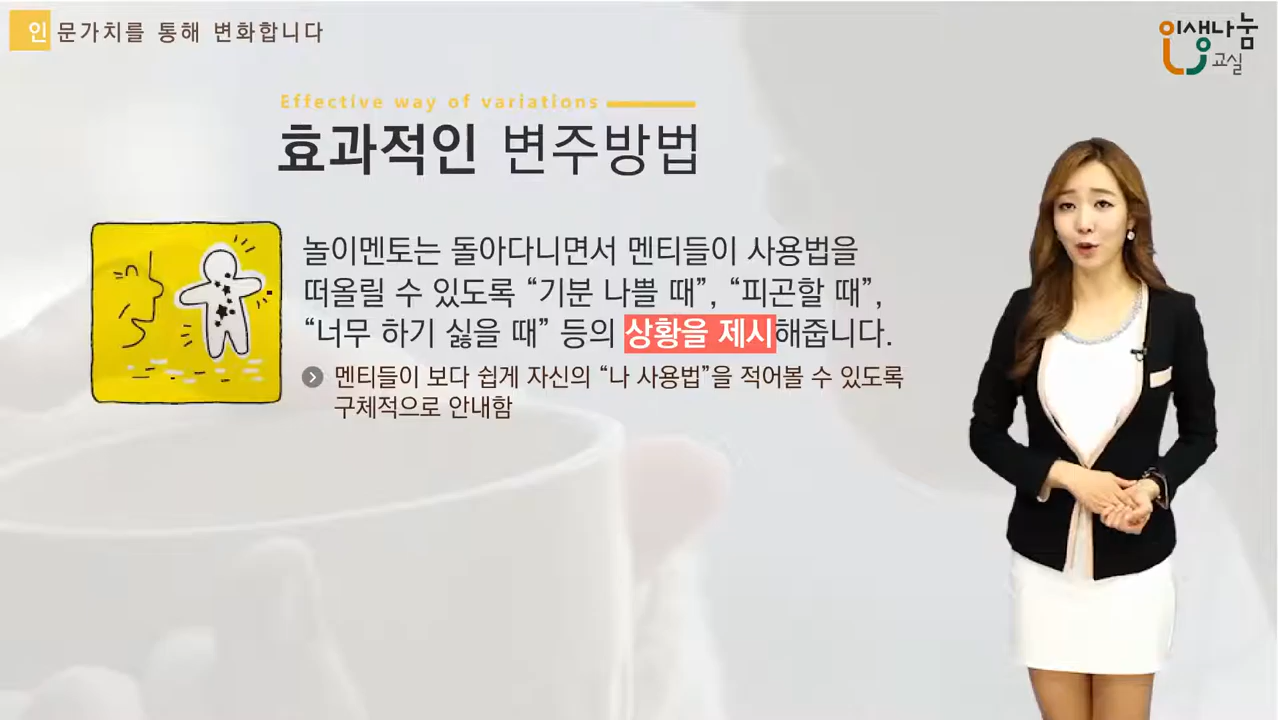 인문가치를 통해 변화합니다
인생나눔
교실
Effective way of variations
효과적인 변주방법
놀이멘토는 돌아다니면서 멘티들이 사용법을
떠올릴 수 있도록 “기분 나쁠 때”, “피곤할 때”,
“너무 하기 싫을 때” 등의 상황을 제시해줍니다.
멘티들이 보다 쉽게 자신의 “나 사용법”을 적어볼 수 있도록
구체적으로 안내함